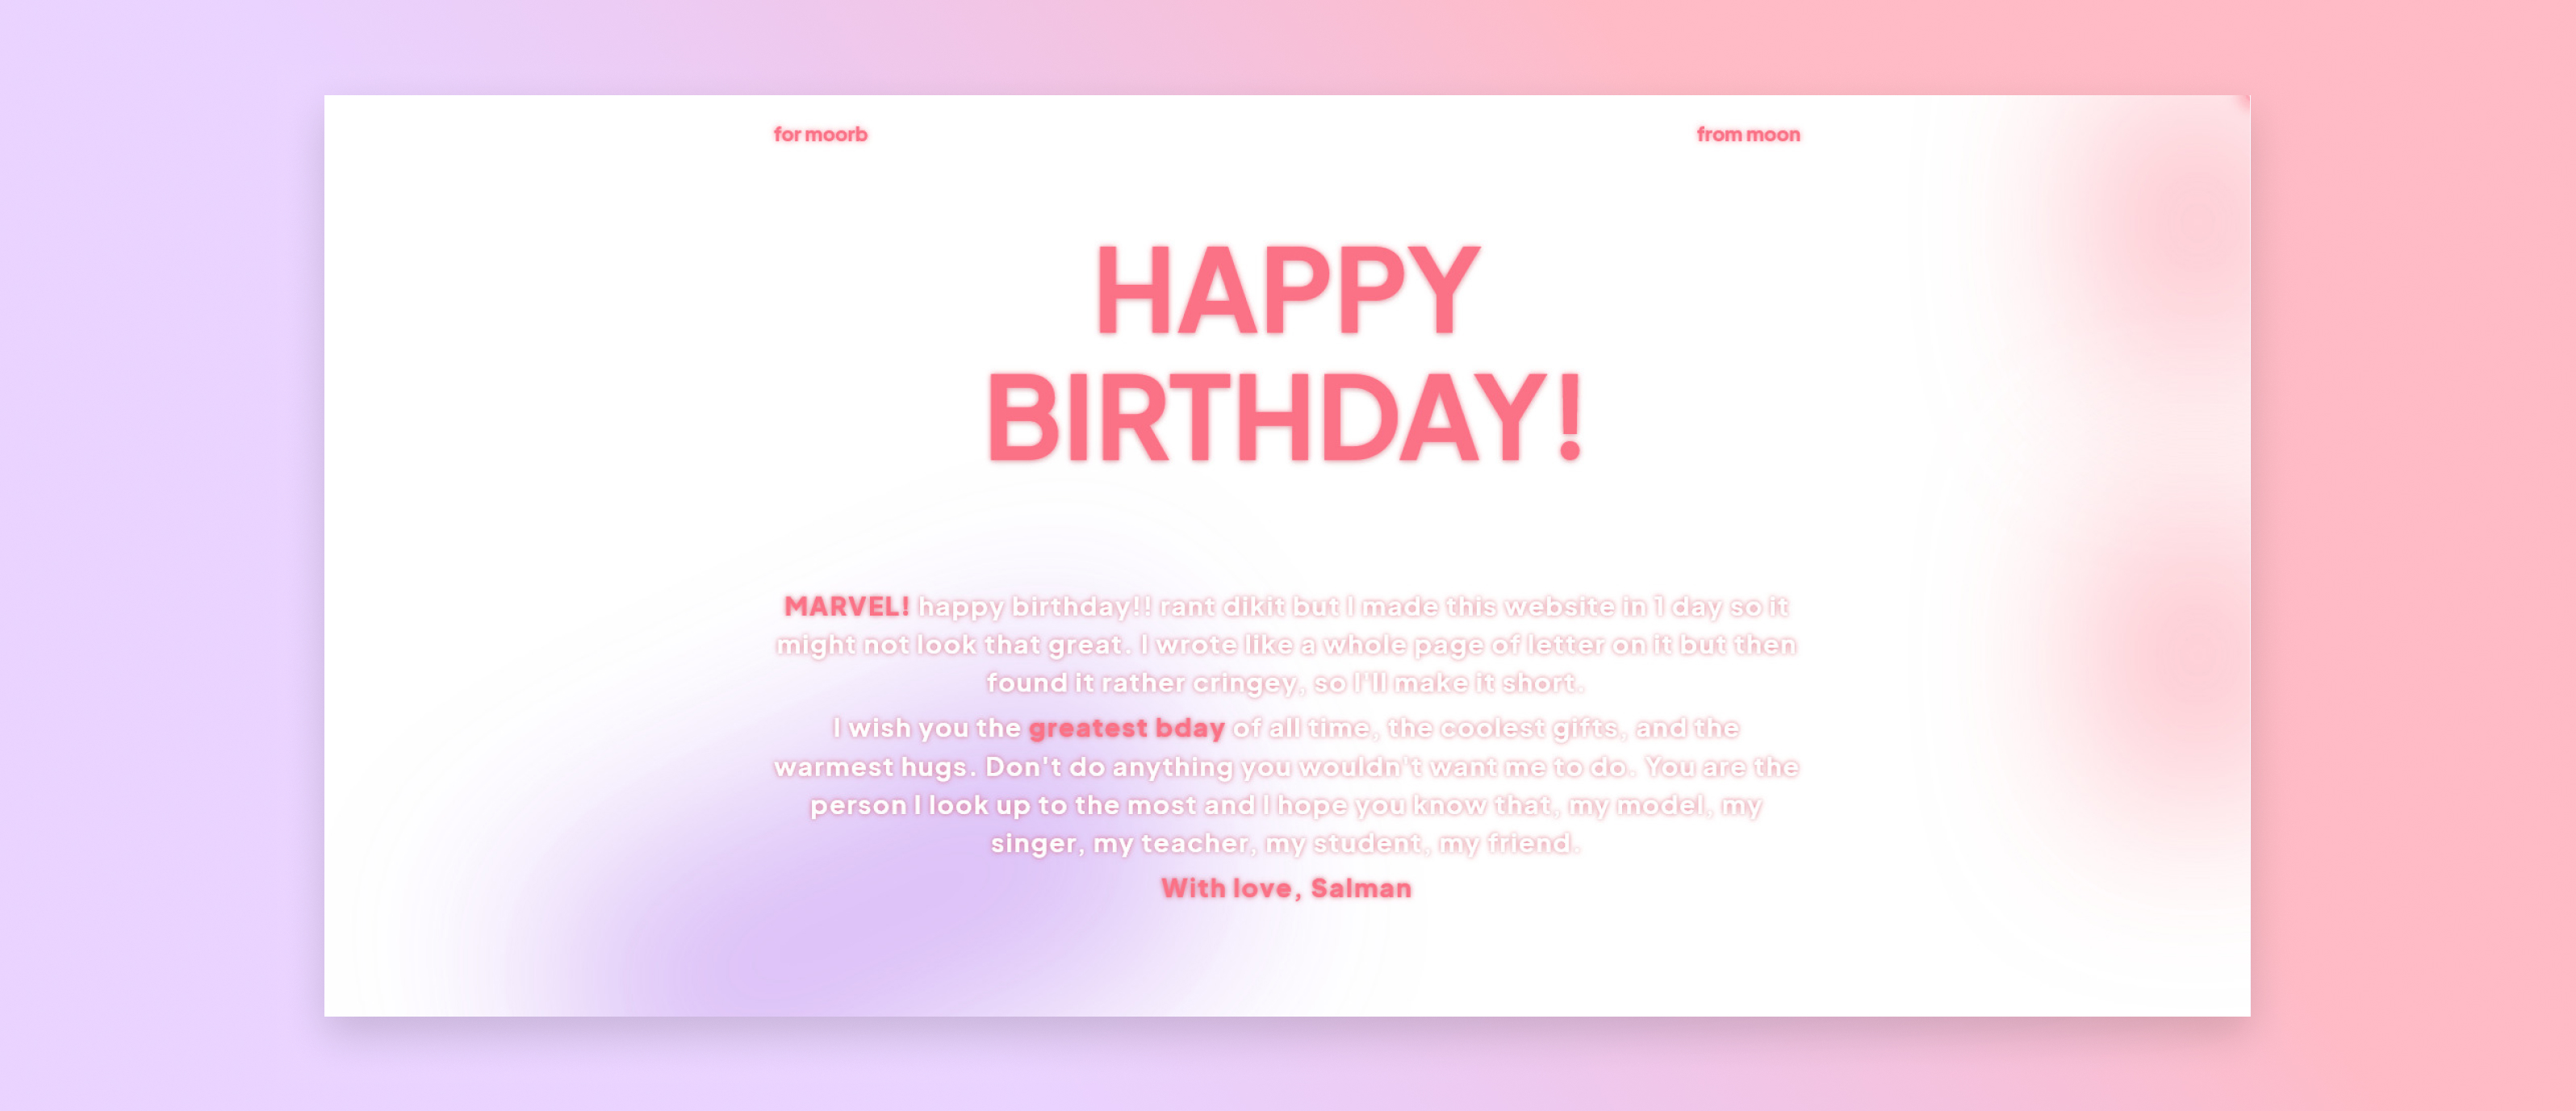 for moorb
from moon
HAPPY
BIRTHDAY!
MARVEL! happy birthday!! rant dikit but I made this website in 1 day so it
might not look that great. I wrote like a whole page of letter on it but then
found it rather cringey, so I'll make it short.
I wish you the greatest bday of all time, the coolest gifts, and the
warmest hugs. Don't do anything you wouldn't want me to do. You are the
person I look up to the most and I hope you know that, my model, my
singer, my teacher, my student, my friend.
With love, Salman